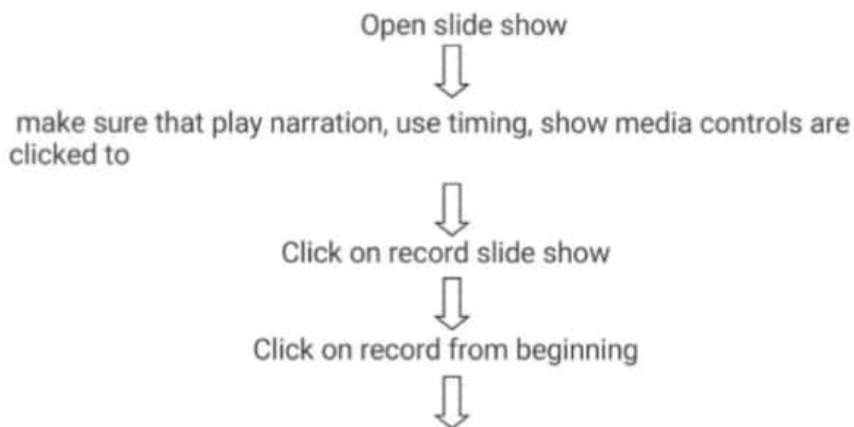 Open slide show
make sure that play narration, use timing, show media controls are
clicked to
Click on record slide show
Click on record from beginning